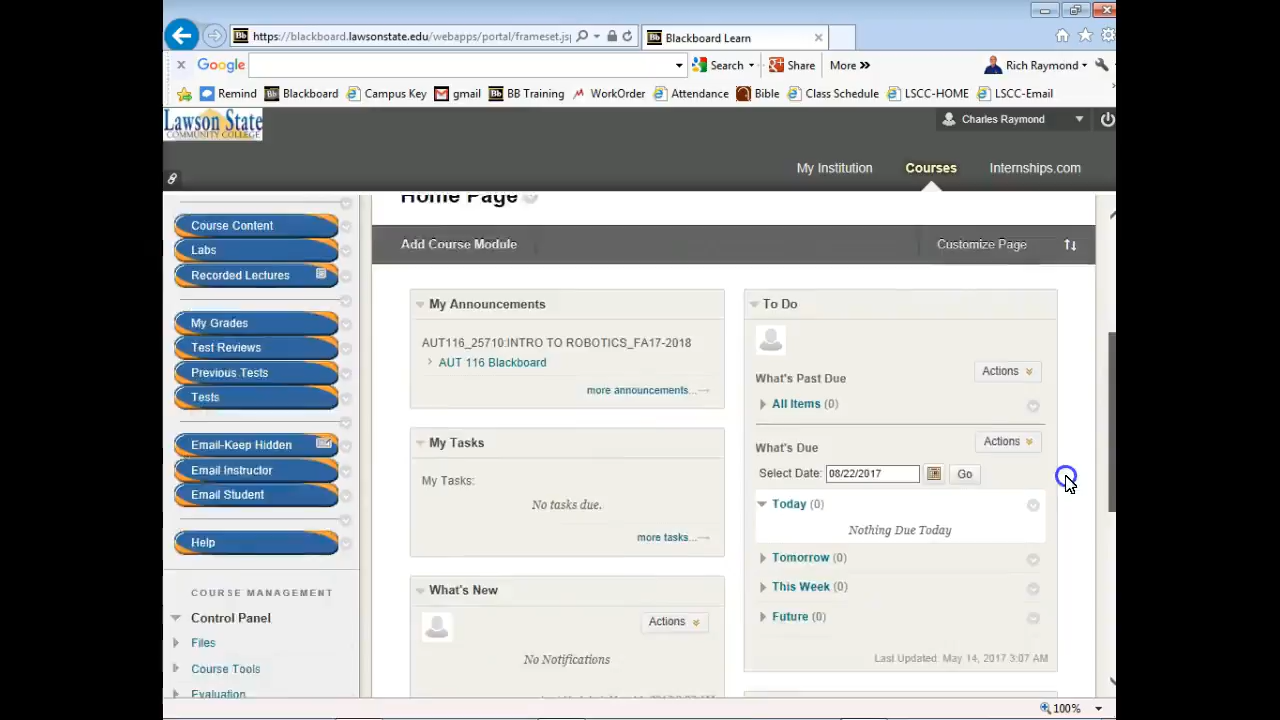 https://blackboard.lawsonstate.edu/webapps/portal/frameset.jsp
Bb Blackboard Learn
x Google Search Share More » Rich Raymond
Remind Bb Blackboard Campus Key gmail BB Training WorkOrder Attendance Bible Class Schedule LSCC-HOME LSCC-Email
Lawson State
COMMUNITY COLLEGE
Charles Raymond
My Institution Courses Internships.com
Home Page
Add Course Module Customize Page
Course Content
Labs
Recorded Lectures
My Grades
Test Reviews
Previous Tests
Tests
Email-Keep Hidden
Email Instructor
Email Student
Help
COURSE MANAGEMENT
Control Panel
Files
Course Tools
Evaluation
My Announcements
AUT116_25710:INTRO TO ROBOTICS_FA17-2018
AUT 116 Blackboard
more announcements...
My Tasks
My Tasks:
No tasks due.
more tasks...
What's New
Actions
No Notifications
To Do
What's Past Due Actions
All Items (0)
What's Due Actions
Select Date: 08/22/2017 Go
Today (0)
Nothing Due Today
Tomorrow (0)
This Week (0)
Future (0)
Last Updated: May 14, 2017 3:07 AM
100%